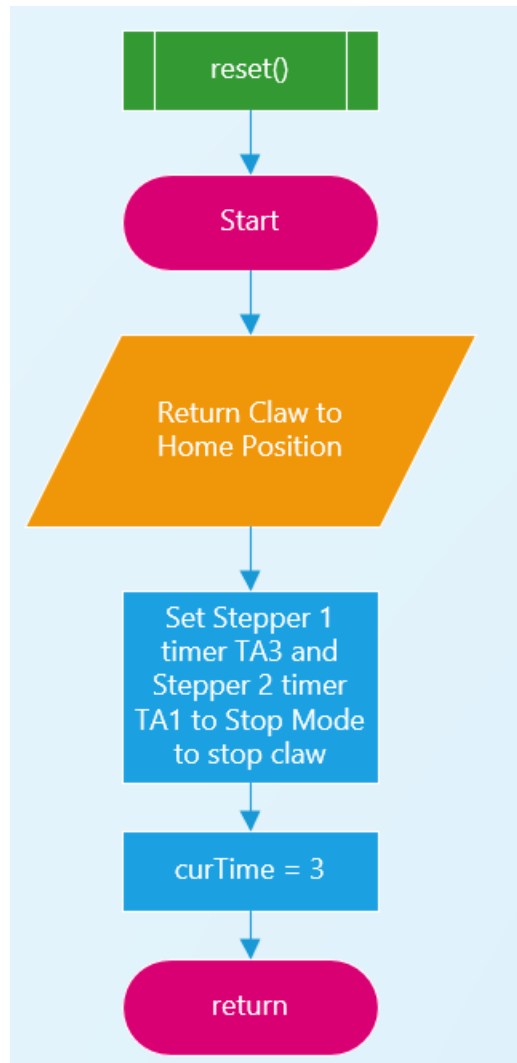 reset()
Start
Return Claw to
Home Position
Set Stepper 1
timer TA3 and
Stepper 2 timer
TA1 to Stop Mode
to stop claw
curTime = 3
return